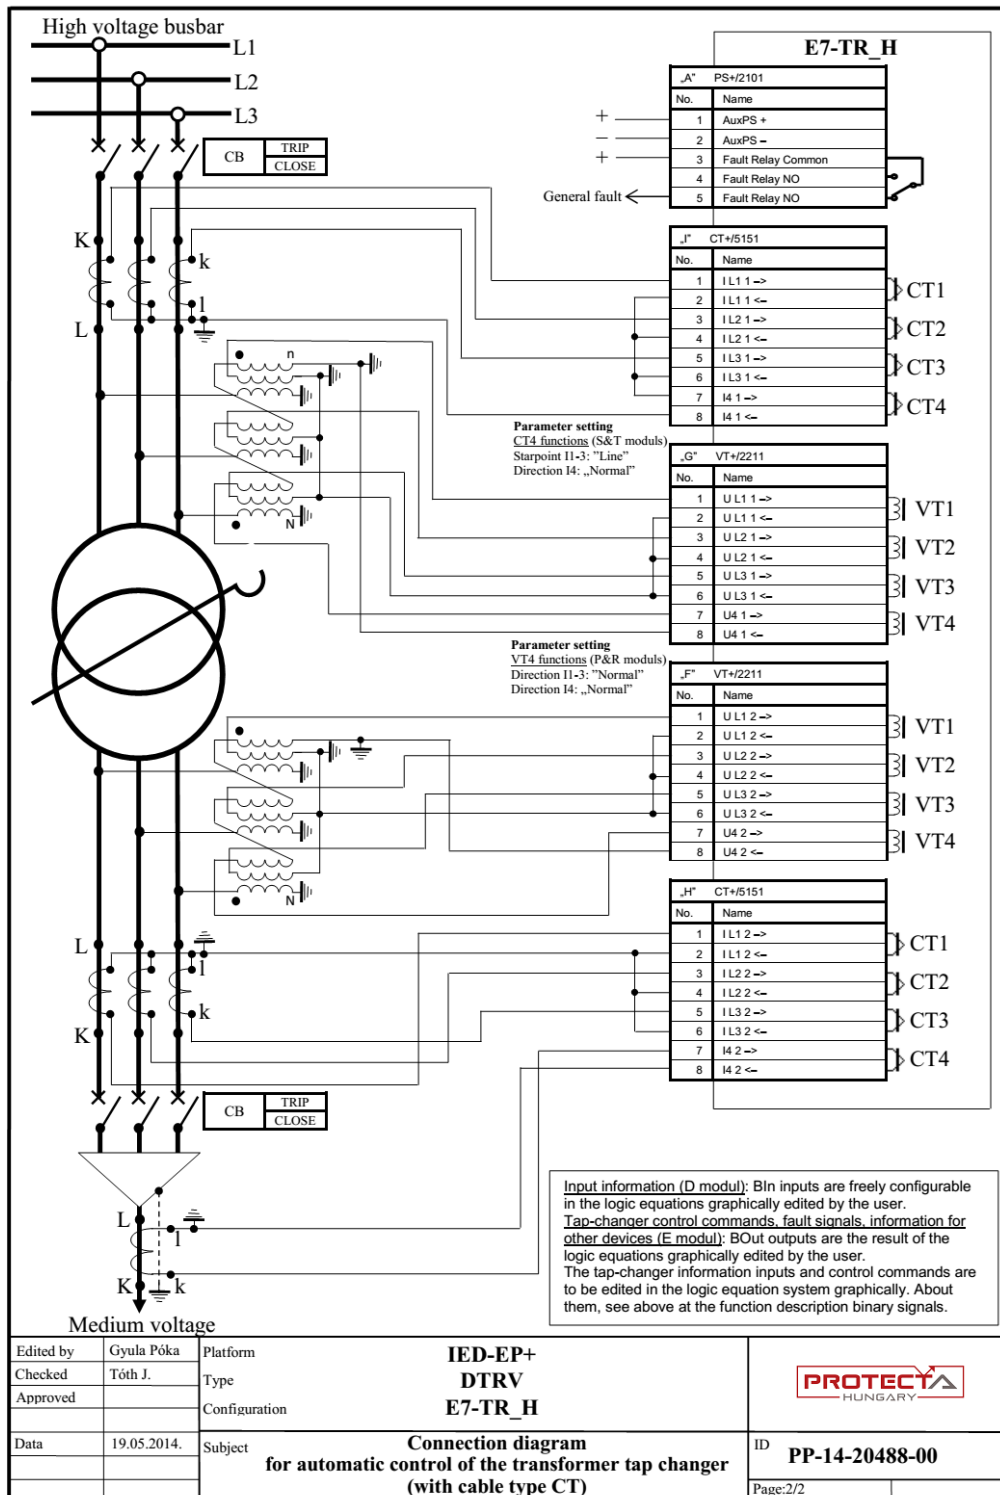 High voltage busbar
L1
L2
L3
CB
TRIP
CLOSE
K
k
l
L
n
N
E7-TR_H
„A" PS+/2101
No. Name
+ 1 AuxPS +
− 2 AuxPS −
+ 3 Fault Relay Common
4 Fault Relay NO
General fault 5 Fault Relay NO
„I" CT+/5151
No. Name
1 I L1 1 –>
2 I L1 1 <–
3 I L2 1 –>
4 I L2 1 <–
5 I L3 1 –>
6 I L3 1 <–
7 I4 1 –>
8 I4 1 <–
CT1
CT2
CT3
CT4
Parameter setting
CT4 functions (S&T moduls)
Starpoint I1-3: "Line"
Direction I4: „Normal"
„G" VT+/2211
No. Name
1 U L1 1 –>
2 U L1 1 <–
3 U L2 1 –>
4 U L2 1 <–
5 U L3 1 –>
6 U L3 1 <–
7 U4 1 –>
8 U4 1 <–
VT1
VT2
VT3
VT4
Parameter setting
VT4 functions (P&R moduls)
Direction I1-3: "Normal"
Direction I4: „Normal"
„F" VT+/2211
No. Name
1 U L1 2 –>
2 U L1 2 <–
3 U L2 2 –>
4 U L2 2 <–
5 U L3 2 –>
6 U L3 2 <–
7 U4 2 –>
8 U4 2 <–
VT1
VT2
VT3
VT4
N
„H" CT+/5151
No. Name
1 I L1 2 –>
2 I L1 2 <–
3 I L2 2 –>
4 I L2 2 <–
5 I L3 2 –>
6 I L3 2 <–
7 I4 2 –>
8 I4 2 <–
CT1
CT2
CT3
CT4
L
l
k
K
CB
TRIP
CLOSE
L
l
K
k
Medium voltage
Input information (D modul): BIn inputs are freely configurable
in the logic equations graphically edited by the user.
Tap-changer control commands, fault signals, information for
other devices (E modul): BOut outputs are the result of the
logic equations graphically edited by the user.
The tap-changer information inputs and control commands are
to be edited in the logic equation system graphically. About
them, see above at the function description binary signals.
Edited by Gyula Póka
Checked Tóth J.
Approved
Data 19.05.2014.
Platform IED-EP+
Type DTRV
Configuration E7-TR_H
Subject Connection diagram
for automatic control of the transformer tap changer
(with cable type CT)
PROTECTA
HUNGARY
ID PP-14-20488-00
Page:2/2